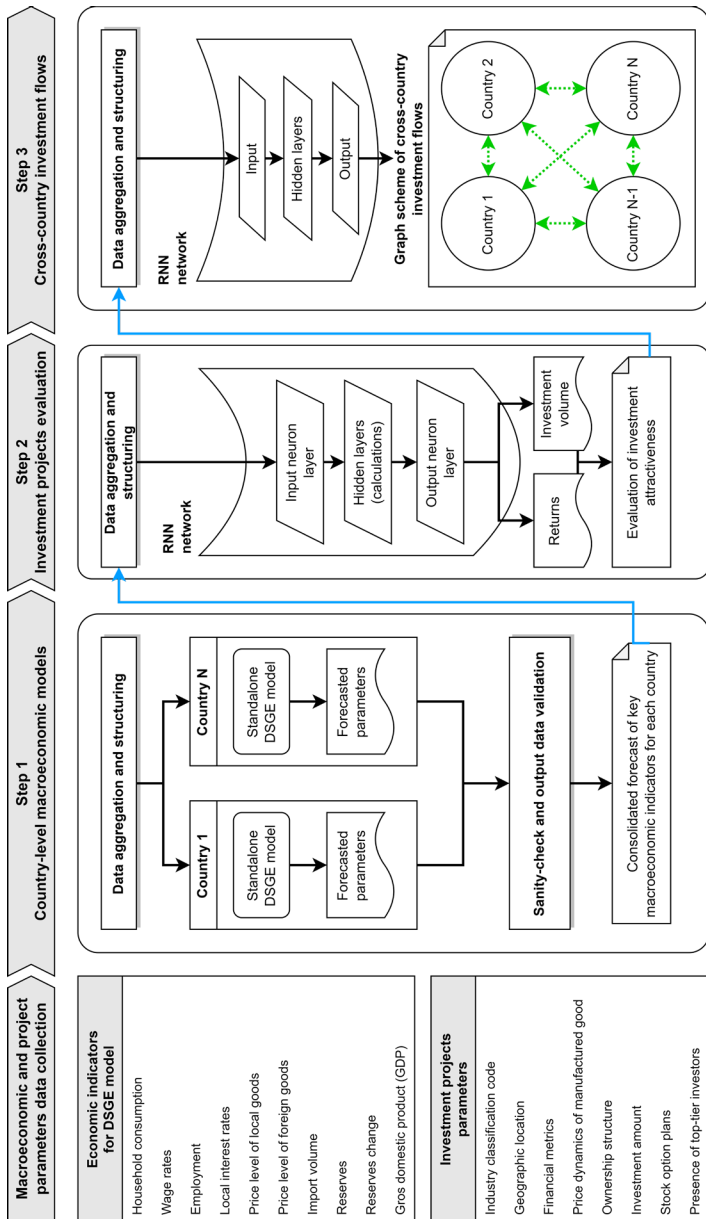 Macroeconomic and project
parameters data collection
Economic indicators
for DSGE model
Household consumption
Wage rates
Employment
Local interest rates
Price level of local goods
Price level of foreign goods
Import volume
Reserves
Reserves change
Gros domestic product (GDP)
Investment projects
parameters
Industry classification code
Geographic location
Financial metrics
Price dynamics of manufactured good
Ownership structure
Investment amount
Stock option plans
Presence of top-tier investors
Step 1
Country-level macroeconomic models
Data aggregation and structuring
Country 1
Standalone
DSGE model
Forecasted
parameters
Country N
Standalone
DSGE model
Forecasted
parameters
Sanity-check and output data validation
Consolidated forecast of key
macroeconomic indicators for each country
Step 2
Investment projects evaluation
Data aggregation and
structuring
RNN
network
Input neuron
layer
Hidden layers
(calculations)
Output neuron
layer
Returns
Investment
volume
Evaluation of investment
attractiveness
Step 3
Cross-country investment flows
Data aggregation and structuring
RNN
network
Input
Hidden layers
Output
Graph scheme of cross-country
investment flows
Country 1
Country 2
Country N-1
Country N